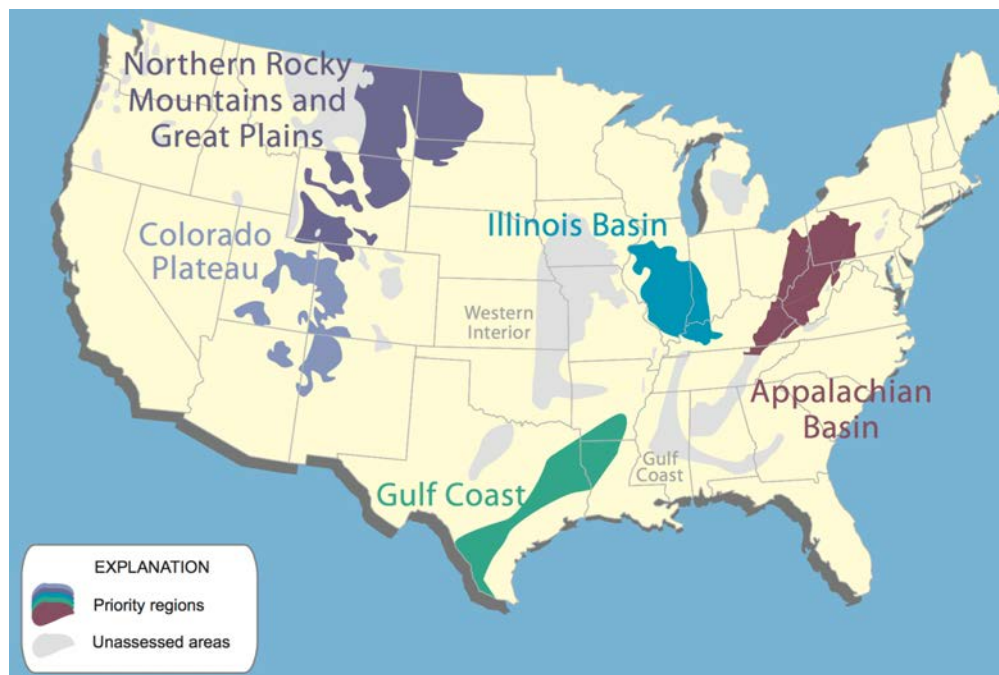 Northern Rocky
Mountains and
Great Plains
Colorado
Plateau
Illinois Basin
Western
Interior
Appalachian
Basin
Gulf
Coast
Gulf Coast
EXPLANATION
Priority regions
Unassessed areas